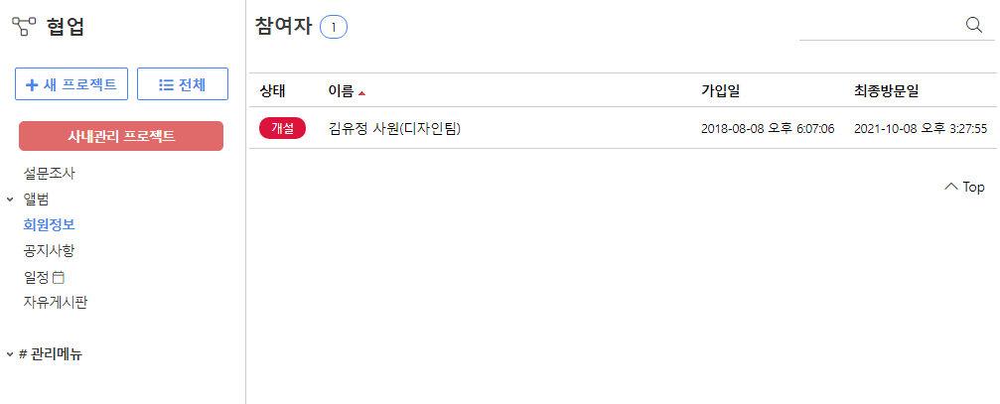 협업
새 프로젝트
전체
사내관리 프로젝트
설문조사
앨범
회원정보
공지사항
일정
자유게시판
# 관리메뉴
참여자 1
상태 이름 가입일 최종방문일
개설 김유정 사원(디자인팀) 2018-08-08 오후 6:07:06 2021-10-08 오후 3:27:55
Top